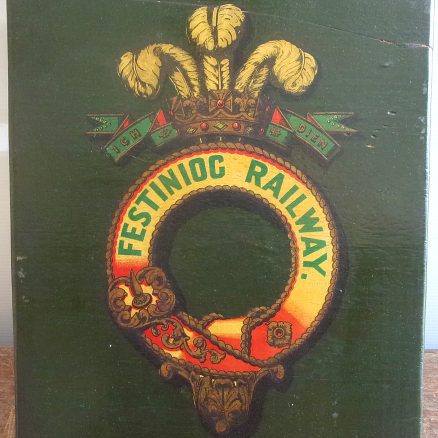 ICH DIEN
FESTINIOG RAILWAY.